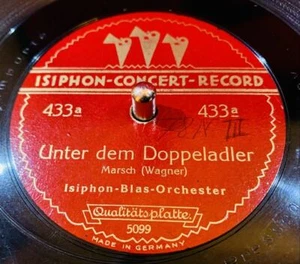 ISIPHON-CONCERT-RECORD
433a 433a
Unter dem Doppeladler
Marsch (Wagner)
Isiphon-Blas-Orchester
Qualitätsplatte.
5099
MADE IN GERMANY